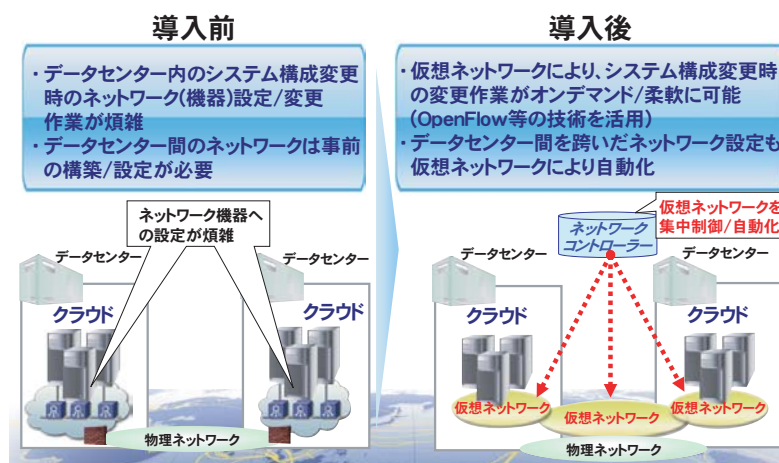 導入前
・データセンター内のシステム構成変更
時のネットワーク(機器)設定/変更
作業が煩雑
・データセンター間のネットワークは事前
の構築/設定が必要
ネットワーク機器へ
の設定が煩雑
データセンター
データセンター
クラウド
クラウド
物理ネットワーク
導入後
・仮想ネットワークにより、システム構成変更時
の変更作業がオンデマンド/柔軟に可能
(OpenFlow等の技術を活用)
・データセンター間を跨いだネットワーク設定も
仮想ネットワークにより自動化
仮想ネットワークを
集中制御/自動化
ネットワーク
コントローラー
データセンター
データセンター
クラウド
クラウド
仮想ネットワーク
仮想ネットワーク
仮想ネットワーク
物理ネットワーク